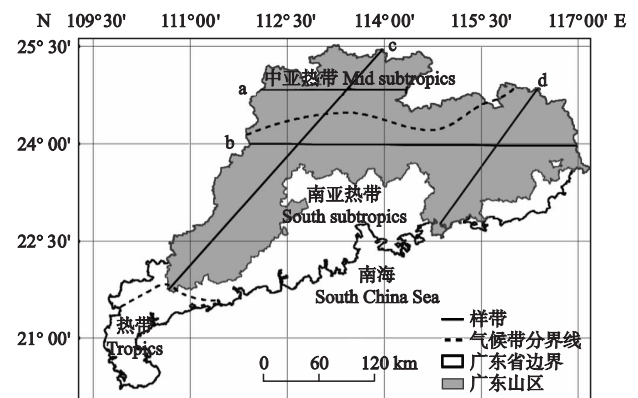 N 109°30' 111°00' 112°30' 114°00' 115°30' 117°00' E
25°30'
c
中亚热带 Mid subtropics
a
d
24°00'
b
南亚热带
South subtropics
22°30'
南海
South China Sea
热带
Tropics
样带
气候带分界线
21°00'
广东省边界
0 60 120 km
广东山区